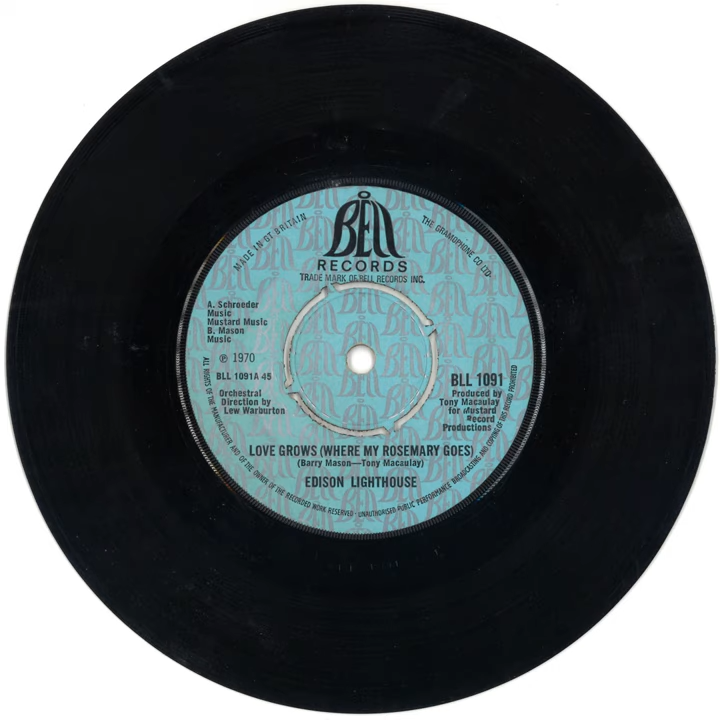 BELL
RECORDS
TRADE MARK OF BELL RECORDS INC.
MADE IN GT BRITAIN
THE GRAMOPHONE CO LTD.
A. Schroeder
Music
Mustard Music
B. Mason
Music
℗ 1970
BLL 1091A 45
Orchestral
Direction by
Lew Warburton
BLL 1091
Produced by
Tony Macaulay
for Mustard
Record
Productions
LOVE GROWS (WHERE MY ROSEMARY GOES)
(Barry Mason—Tony Macaulay)
EDISON LIGHTHOUSE
ALL RIGHTS OF THE MANUFACTURER AND OF THE OWNER OF THE RECORDED WORK RESERVED · UNAUTHORISED PUBLIC PERFORMANCE BROADCASTING AND COPYING OF THIS RECORD PROHIBITED